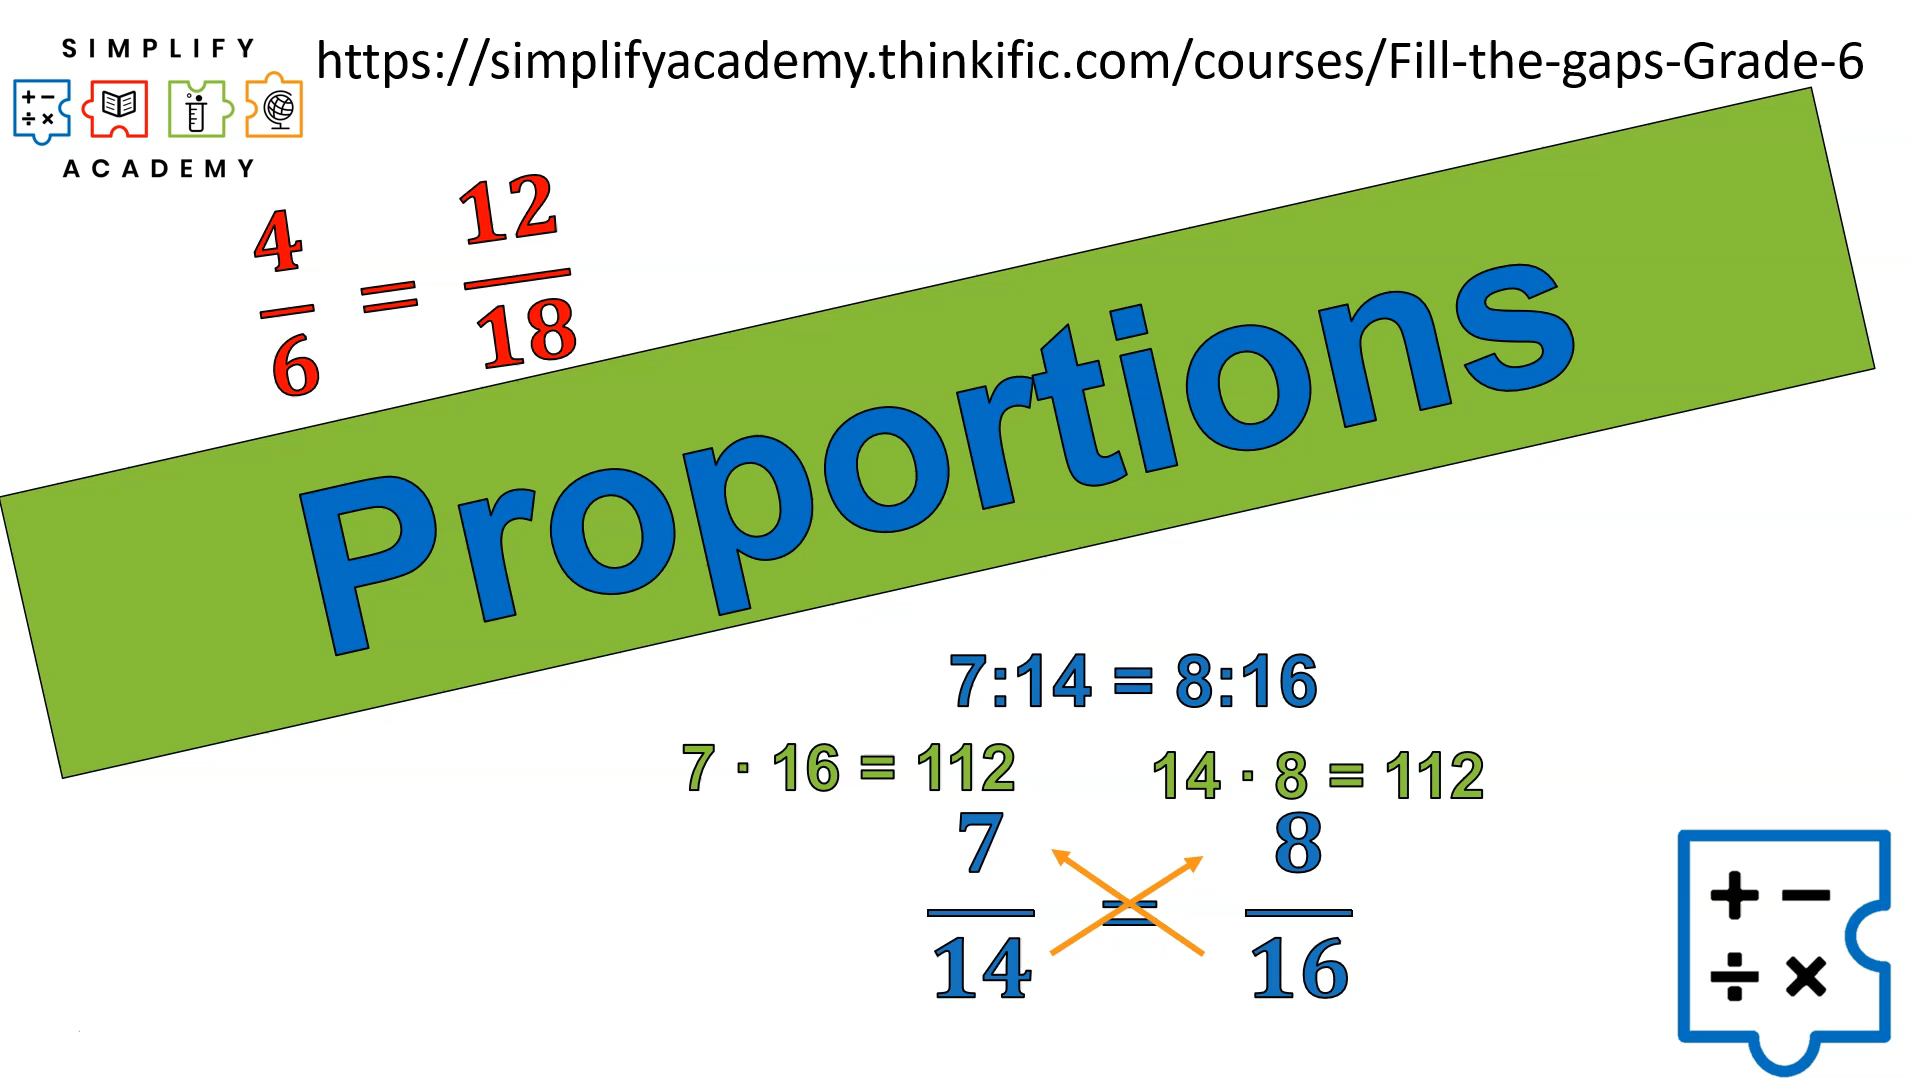 SIMPLIFY
ACADEMY
https://simplifyacademy.thinkific.com/courses/Fill-the-gaps-Grade-6
4/6 = 12/18
Proportions
7:14 = 8:16
7 · 16 = 112
14 · 8 = 112
7/14 = 8/16
+ −
÷ ×